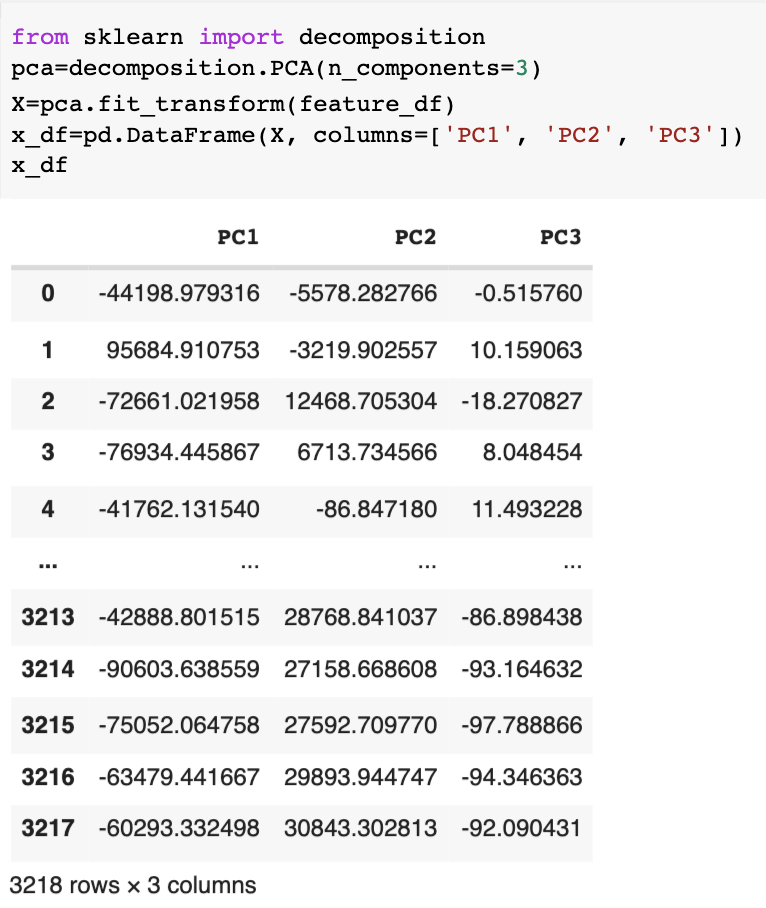 from sklearn import decomposition
pca=decomposition.PCA(n_components=3)
X=pca.fit_transform(feature_df)
x_df=pd.DataFrame(X, columns=['PC1', 'PC2', 'PC3'])
x_df
PC1 PC2 PC3
0 -44198.979316 -5578.282766 -0.515760
1 95684.910753 -3219.902557 10.159063
2 -72661.021958 12468.705304 -18.270827
3 -76934.445867 6713.734566 8.048454
4 -41762.131540 -86.847180 11.493228
... ... ... ...
3213 -42888.801515 28768.841037 -86.898438
3214 -90603.638559 27158.668608 -93.164632
3215 -75052.064758 27592.709770 -97.788866
3216 -63479.441667 29893.944747 -94.346363
3217 -60293.332498 30843.302813 -92.090431
3218 rows × 3 columns